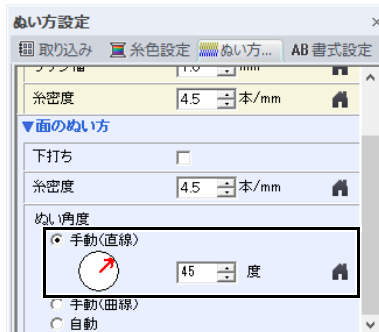 ぬい方設定 ×
取り込み 糸色設定 ぬい方... AB 書式設定
糸密度 4.5 本/mm
▼面のぬい方
下打ち
糸密度 4.5 本/mm
ぬい角度
手動(直線)
45 度
手動(曲線)
自動